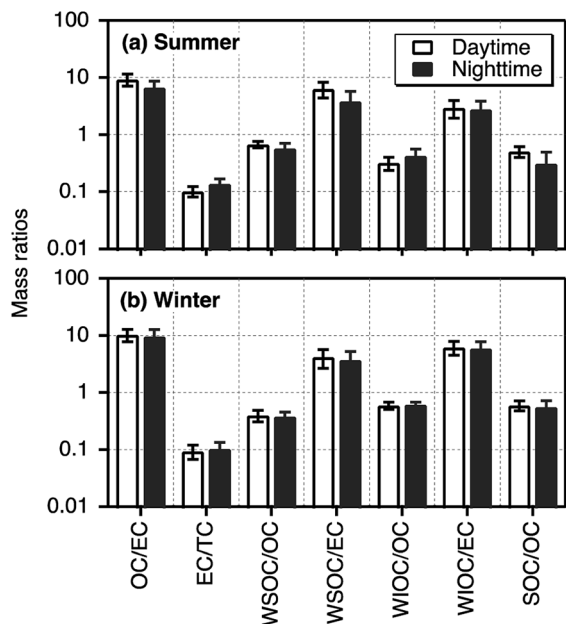 100
(a) Summer
Daytime
Nighttime
10
1
0.1
0.01
Mass ratios
100
(b) Winter
10
1
0.1
0.01
OC/EC
EC/TC
WSOC/OC
WSOC/EC
WIOC/OC
WIOC/EC
SOC/OC